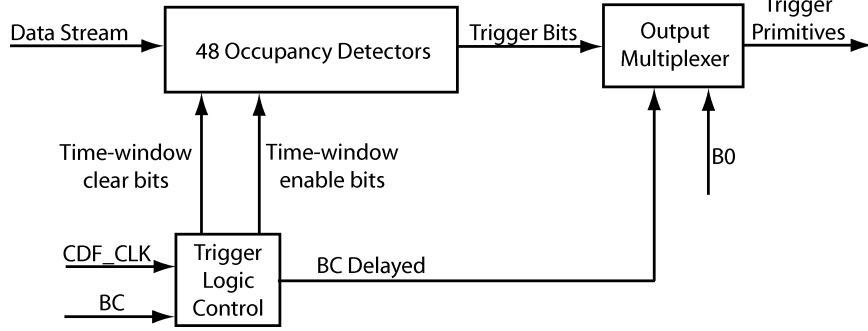 Data Stream
48 Occupancy Detectors
Trigger Bits
Output
Multiplexer
Trigger
Primitives
Time-window
clear bits
Time-window
enable bits
B0
CDF_CLK
BC
Trigger
Logic
Control
BC Delayed